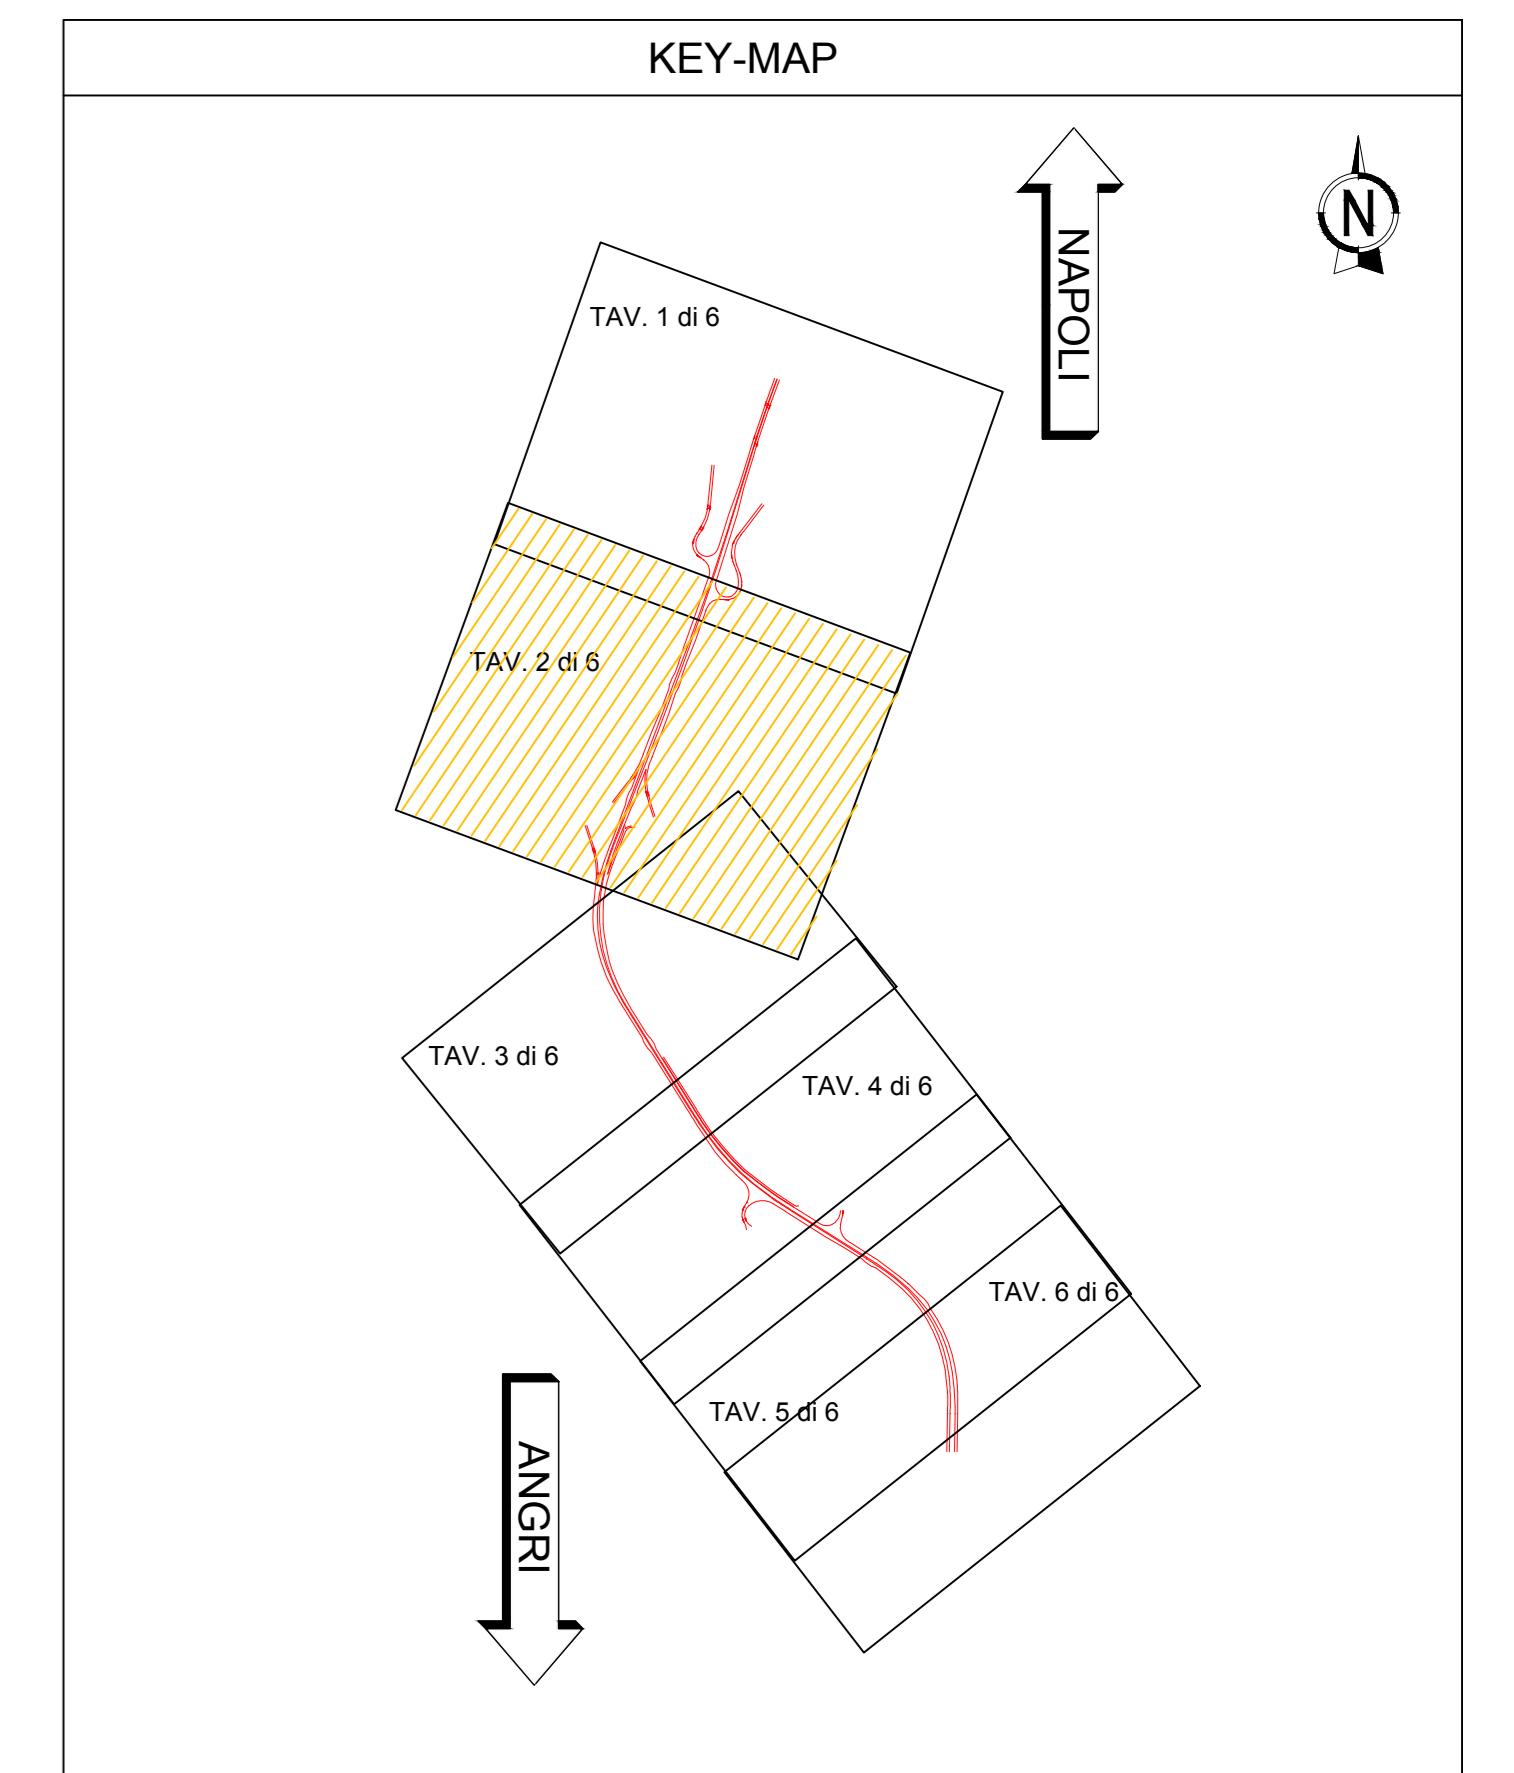 KEY-MAP
NAPOLI
N
TAV. 1 di 6
TAV. 2 di 6
TAV. 3 di 6
TAV. 4 di 6
TAV. 6 di 6
TAV. 5 di 6
ANGRI